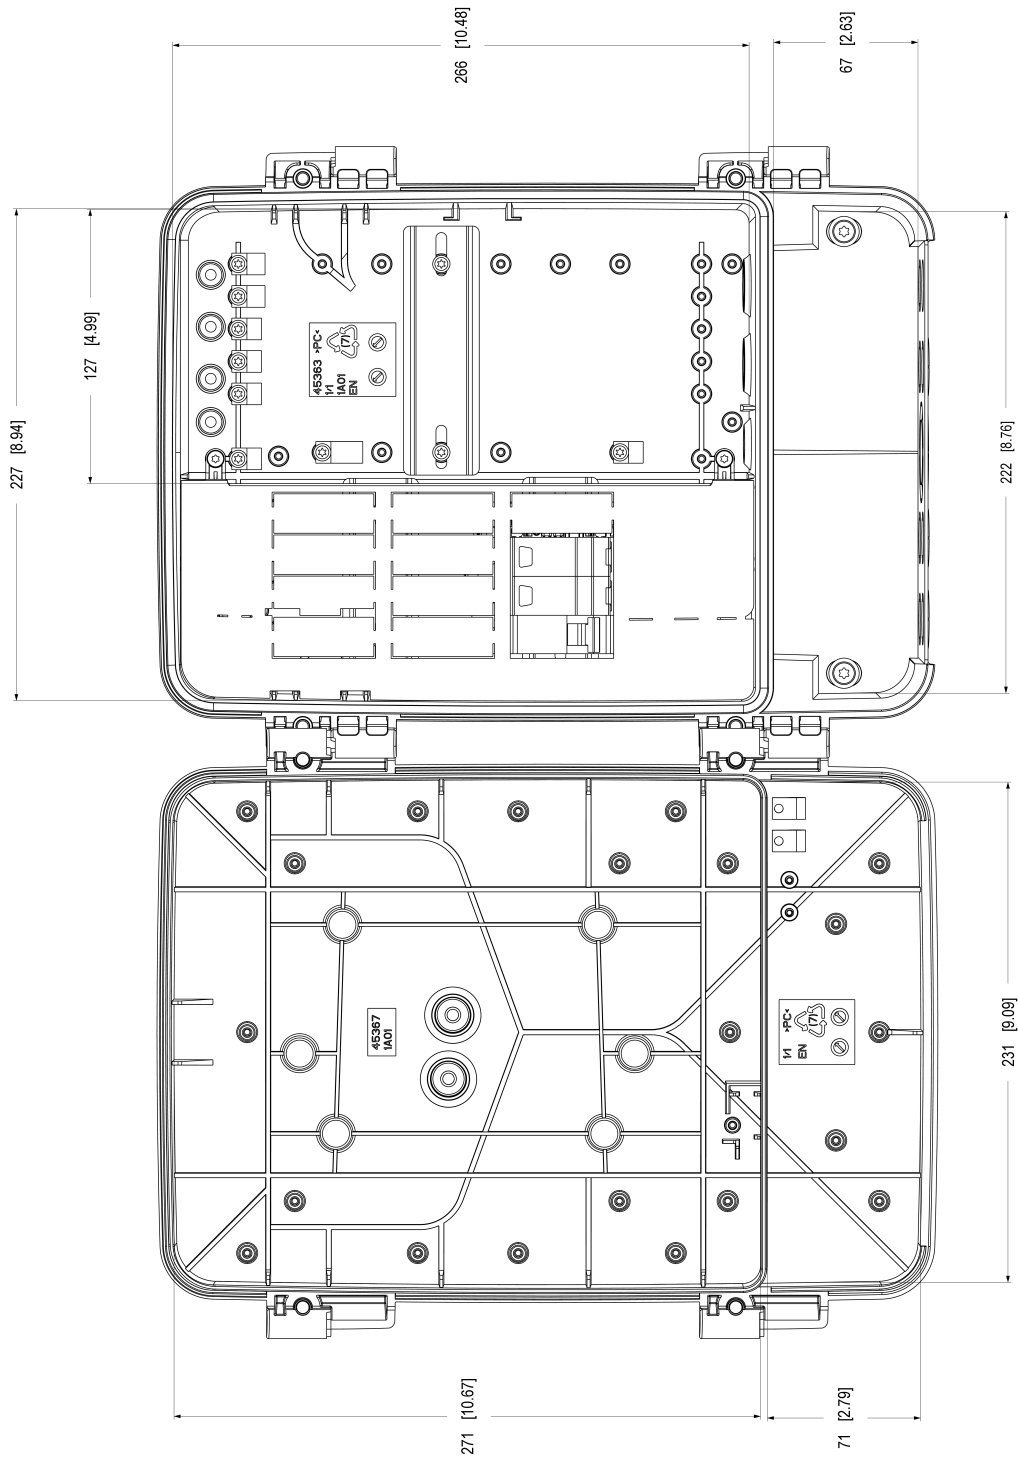 266 [10.48]
67 [2.63]
227 [8.94]
127 [4.99]
222 [8.76]
45363 >PC<
1/1
1A01
EN
(7)
45367
1A01
1/1 >PC<
EN
(7)
231 [9.09]
271 [10.67]
71 [2.79]